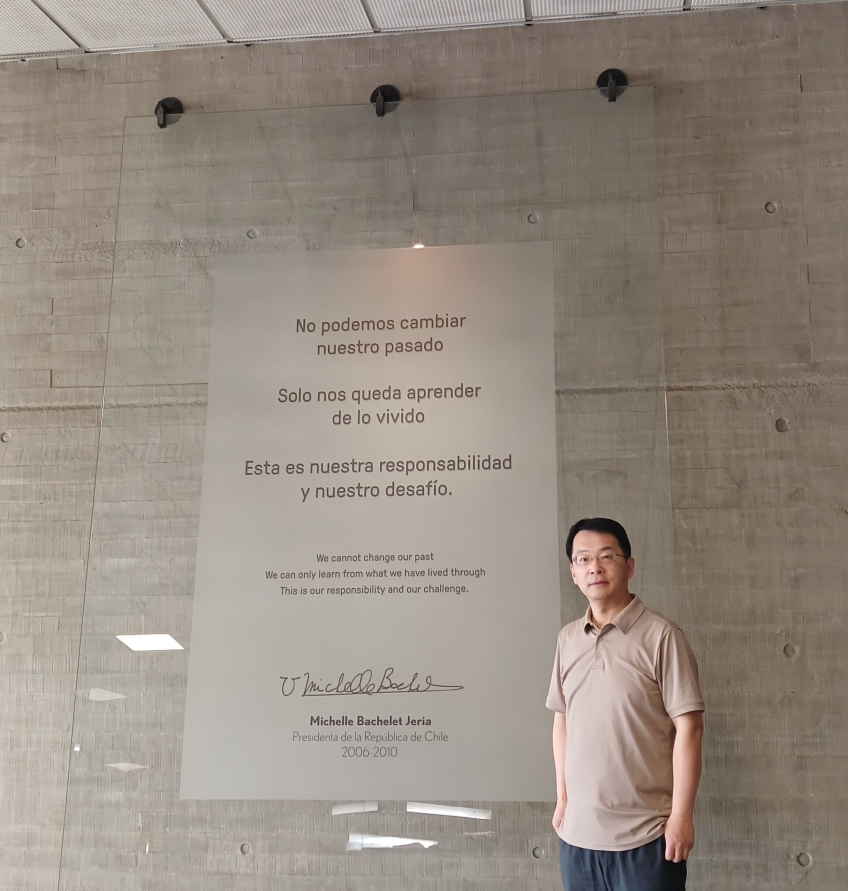 No podemos cambiar
nuestro pasado
Solo nos queda aprender
de lo vivido
Esta es nuestra responsabilidad
y nuestro desafío.
We cannot change our past
We can only learn from what we have lived through
This is our responsibility and our challenge.
Michelle Bachelet
Michelle Bachelet Jeria
Presidenta de la República de Chile
2006-2010